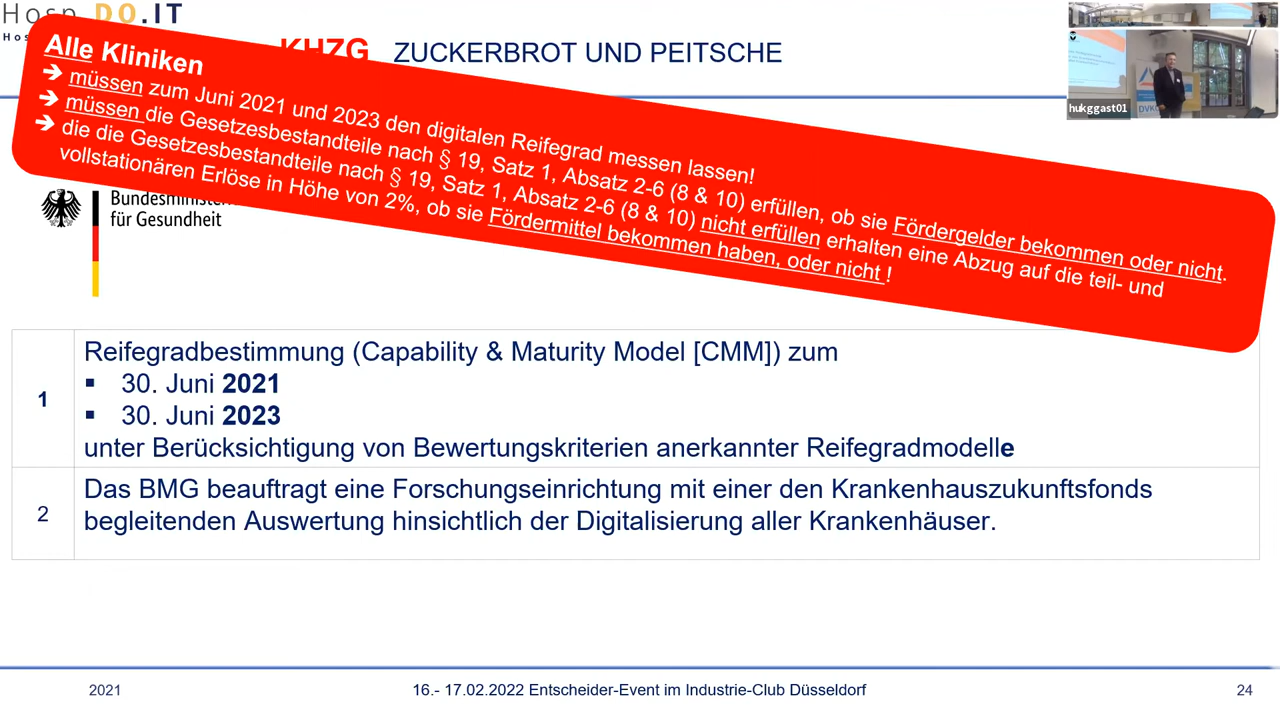 Hosp DO.IT
Hos
KHZG ZUCKERBROT UND PEITSCHE
Alle Kliniken
➔ müssen zum Juni 2021 und 2023 den digitalen Reifegrad messen lassen!
➔ müssen die Gesetzesbestandteile nach § 19, Satz 1, Absatz 2-6 (8 & 10) erfüllen, ob sie Fördergelder bekommen oder nicht.
➔ die die Gesetzesbestandteile nach § 19, Satz 1, Absatz 2-6 (8 & 10) nicht erfüllen erhalten eine Abzug auf die teil- und
vollstationären Erlöse in Höhe von 2%, ob sie Fördermittel bekommen haben, oder nicht !
hukggast01
DVKC
Bundesminister
für Gesundheit
1
Reifegradbestimmung (Capability & Maturity Model [CMM]) zum
▪ 30. Juni 2021
▪ 30. Juni 2023
unter Berücksichtigung von Bewertungskriterien anerkannter Reifegradmodelle
2
Das BMG beauftragt eine Forschungseinrichtung mit einer den Krankenhauszukunftsfonds
begleitenden Auswertung hinsichtlich der Digitalisierung aller Krankenhäuser.
2021
16.- 17.02.2022 Entscheider-Event im Industrie-Club Düsseldorf
24